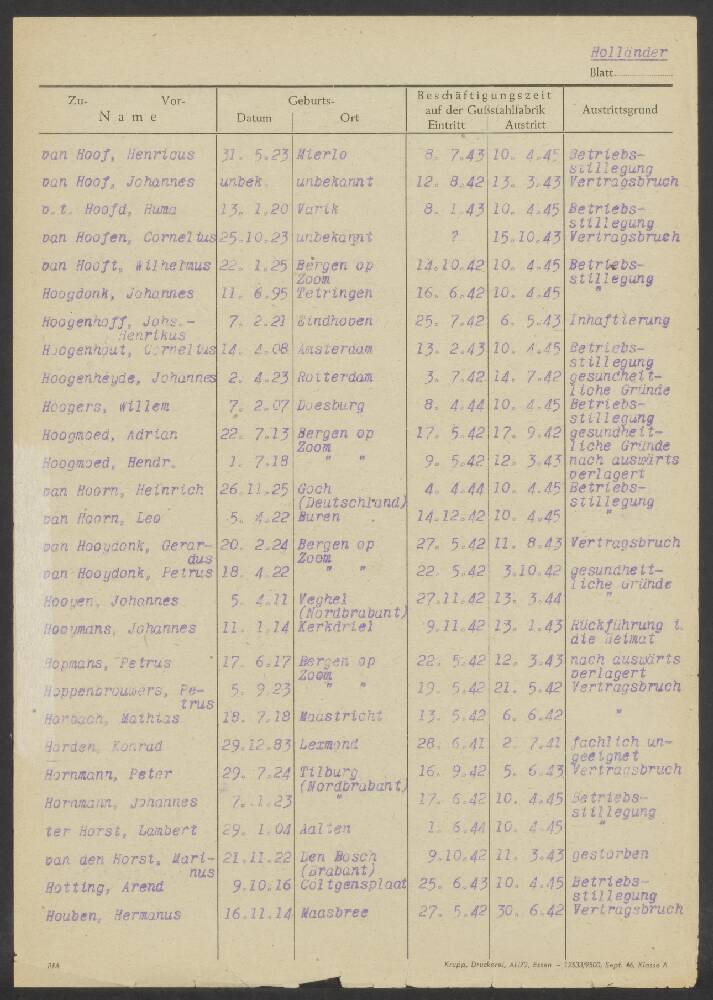 Holländer
Blatt
Zu- Vor- Geburts- Beschäftigungszeit
Name Datum Ort auf der Gußstahlfabrik Austrittsgrund
Eintritt Austritt
van Hoof, Henricus 31. 5.23 Mierlo 8. 7.43 10. 4.45 Betriebs-
stillegung
van Hoof, Johannes unbek. unbekannt 12. 8.42 13. 3.43 Vertragsbruch
v.t. Hoofd, Huma 13. 1.20 Varik 8. 1.43 10. 4.45 Betriebs-
stillegung
van Hoofen, Cornelius 25.10.23 unbekannt ? 15.10.43 Vertragsbruch
van Hooft, Wilhelmus 22. 1.25 Bergen op 14.10.42 10. 4.45 Betriebs-
Zoom stillegung
Hoogdonk, Johannes 11. 6.95 Tetringen 16. 6.42 10. 4.45 "
Hoogenhoff, Johs.- 7. 2.21 Eindhoven 25. 7.42 6. 5.43 Inhaftierung
Henrikus
Hoogenhout, Cornelius 14. 4.08 Amsterdam 13. 2.43 10. 4.45 Betriebs-
stillegung
Hoogenheyde, Johannes 2. 4.23 Rotterdam 3. 7.42 14. 7.42 gesundheit-
liche Gründe
Hoogers, Willem 7. 2.07 Doesburg 8. 4.44 10. 4.45 Betriebs-
stillegung
Hoogmoed, Adrian 22. 7.13 Bergen op 17. 5.42 17. 9.42 gesundheit-
Zoom liche Gründe
Hoogmoed, Hendr. 1. 7.18 " " 9. 5.42 12. 3.43 nach auswärts
verlagert
van Hoorn, Heinrich 26.11.25 Goch 4. 4.44 10. 4.45 Betriebs-
(Deutschland) stillegung
van Hoorn, Leo 5. 4.22 Buren 14.12.42 10. 4.45 "
van Hooydonk, Gerar- 20. 2.24 Bergen op 27. 5.42 11. 8.43 Vertragsbruch
dus Zoom
van Hooydonk, Petrus 18. 4.22 " " 22. 5.42 3.10.42 gesundheit-
liche Gründe
Hooyen, Johannes 5. 4.11 Veghel 27.11.42 13. 3.44 "
(Nordbrabant)
Hooymans, Johannes 11. 1.14 Kerkdriel 9.11.42 13. 1.43 Rückführung i.
die Heimat
Hopmans, Petrus 17. 6.17 Bergen op 22. 5.42 12. 3.43 nach auswärts
Zoom verlagert
Hoppenbrouwers, Pe- 5. 9.23 " " 19. 5.42 21. 5.42 Vertragsbruch
trus
Horbach, Mathias 18. 7.18 Maastricht 13. 5.42 6. 6.42 "
Horden, Konrad 29.12.83 Lexmond 28. 6.41 2. 7.41 fachlich un-
geeignet
Hornmann, Peter 29. 7.24 Tilburg 16. 9.42 5. 6.43 Vertragsbruch
(Nordbrabant)
Hornmann, Johannes 7. 1.23 " 17. 6.42 10. 4.45 Betriebs-
stillegung
ter Horst, Lambert 29. 1.04 Aalten 1. 6.44 10. 4.45 "
van den Horst, Mari- 21.11.22 Den Bosch 9.10.42 11. 3.43 gestorben
nus (Brabant)
Hotting, Arend 9.10.16 Coltgensplaat 25. 6.43 10. 4.45 Betriebs-
stillegung
Houben, Hermanus 16.11.14 Maasbree 27. 5.42 30. 6.42 Vertragsbruch
Krupp, Druckerei, Essen Sept. 46, Klasse A